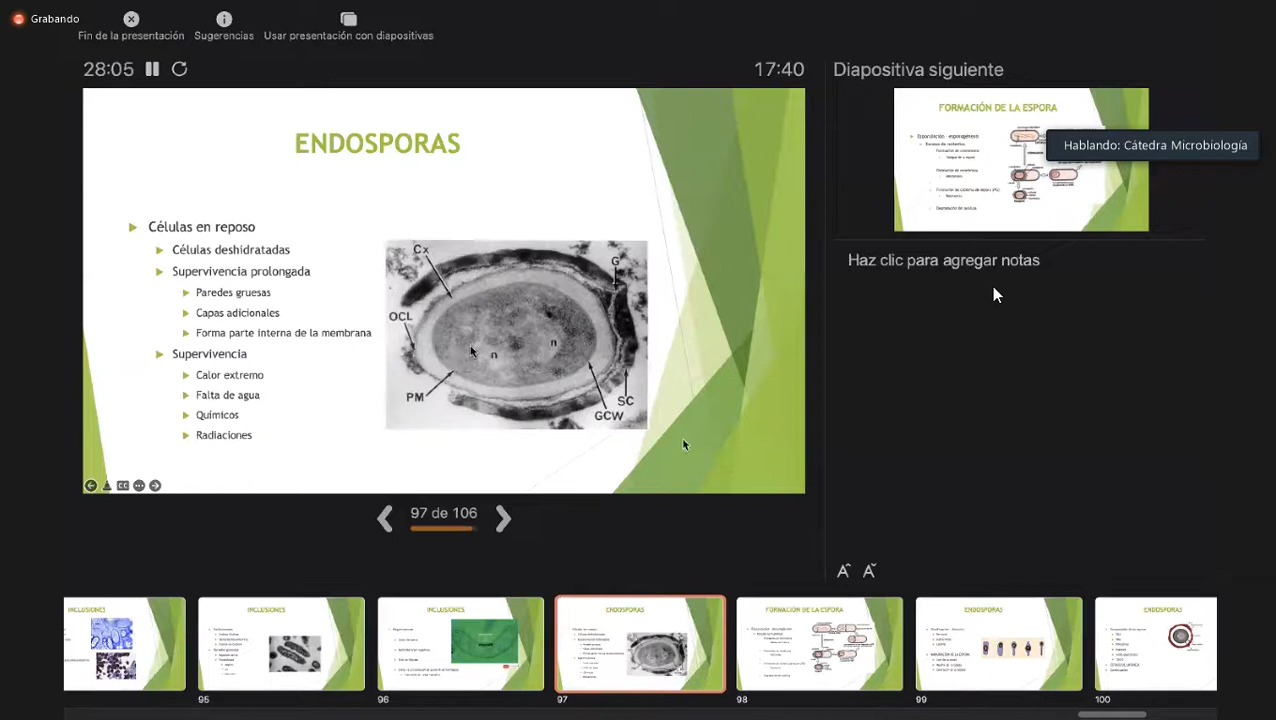 Grabando
Fin de la presentación
Sugerencias
Usar presentación con diapositivas
28:05
17:40
Diapositiva siguiente
ENDOSPORAS
Células en reposo
Células deshidratadas
Supervivencia prolongada
Paredes gruesas
Capas adicionales
Forma parte interna de la membrana
Supervivencia
Calor extremo
Falta de agua
Químicos
Radiaciones
Cx
G
OCL
n
n
PM
SC
GCW
FORMACIÓN DE LA ESPORA
Hablando: Cátedra Microbiología
Haz clic para agregar notas
97 de 106
INCLUSIONES
INCLUSIONES
INCLUSIONES
ENDOSPORAS
FORMACIÓN DE LA ESPORA
ENDOSPORAS
ENDOSPORAS
95
96
97
98
99
100